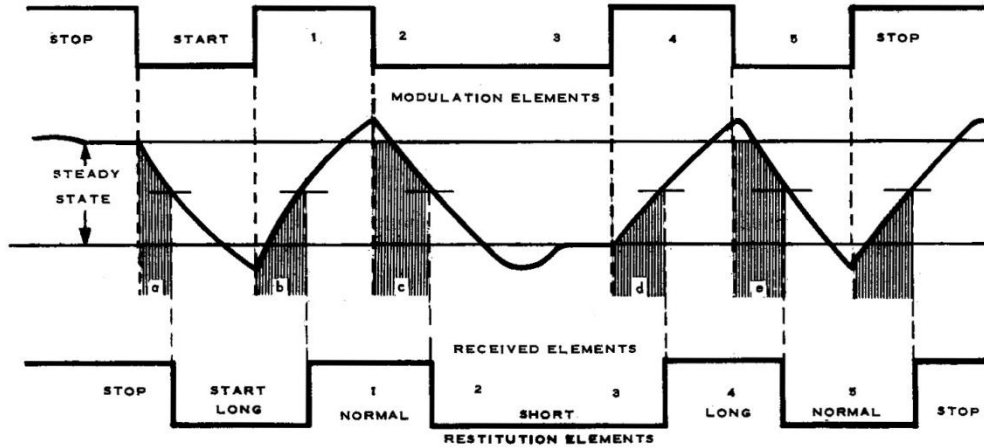 STOP START 1 2 3 4 5 STOP
MODULATION ELEMENTS
STEADY
STATE
a b c d e
RECEIVED ELEMENTS
STOP START 1 2 3 4 5 STOP
LONG NORMAL SHORT LONG NORMAL
RESTITUTION ELEMENTS